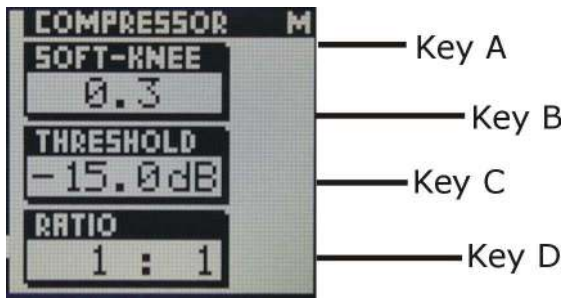 COMPRESSOR M
Key A
SOFT-KNEE
0.3
Key B
THRESHOLD
-15.0dB
Key C
RATIO
1 : 1
Key D